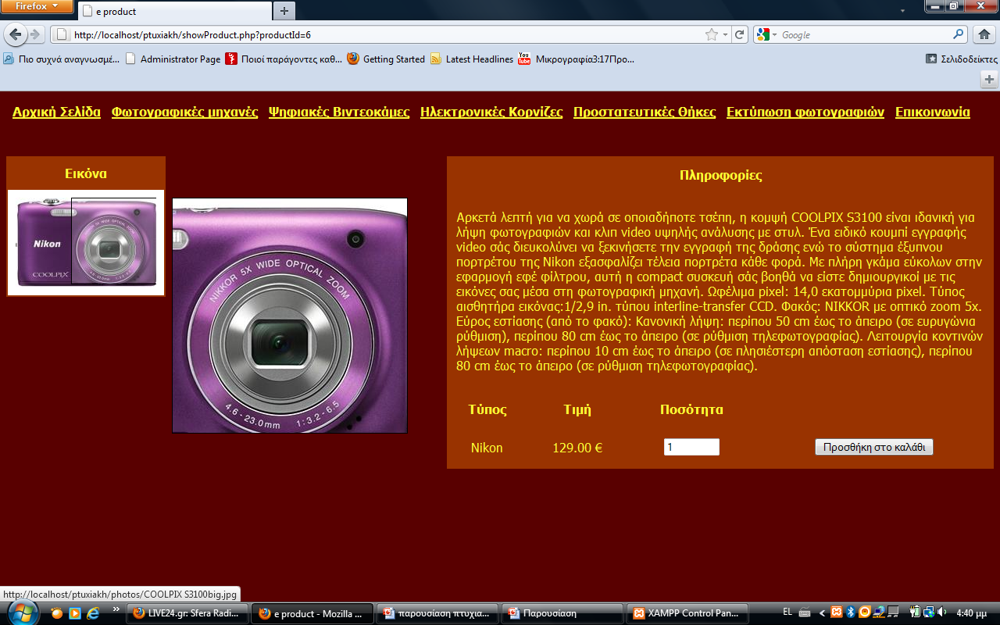 Firefox
e product
http://localhost/ptuxiakh/showProduct.php?productId=6
Google
Πιο συχνά αναγνωσμέ...
Administrator Page
Ποιοί παράγοντες καθ...
Getting Started
Latest Headlines
You Tube
Μικρογραφία3:17Προ...
Σελιδοδείκτες
Αρχική Σελίδα Φωτογραφικές μηχανές Ψηφιακές Βιντεοκάμες Ηλεκτρονικές Κορνίζες Προστατευτικές Θήκες Εκτύπωση φωτογραφιών Επικοινωνία
Εικόνα
Nikon
COOLPIX
NIKKOR 5X WIDE OPTICAL ZOOM
4.6-23.0mm 1:3.2-6.5
Πληροφορίες
Αρκετά λεπτή για να χωρά σε οποιαδήποτε τσέπη, η κομψή COOLPIX S3100 είναι ιδανική για
λήψη φωτογραφιών και κλιπ video υψηλής ανάλυσης με στυλ. Ένα ειδικό κουμπί εγγραφής
video σάς διευκολύνει να ξεκινήσετε την εγγραφή της δράσης ενώ το σύστημα έξυπνου
πορτρέτου της Nikon εξασφαλίζει τέλεια πορτρέτα κάθε φορά. Με πλήρη γκάμα εύκολων στην
εφαρμογή εφέ φίλτρου, αυτή η compact συσκευή σάς βοηθά να είστε δημιουργικοί με τις
εικόνες σας μέσα στη φωτογραφική μηχανή. Ωφέλιμα pixel: 14,0 εκατομμύρια pixel. Τύπος
αισθητήρα εικόνας:1/2,9 in. τύπου interline-transfer CCD. Φακός: NIKKOR με οπτικό zoom 5x.
Εύρος εστίασης (από το φακό): Κανονική λήψη: περίπου 50 cm έως το άπειρο (σε ευρυγώνια
ρύθμιση), περίπου 80 cm έως το άπειρο (σε ρύθμιση τηλεφωτογραφίας). Λειτουργία κοντινών
λήψεων macro: περίπου 10 cm έως το άπειρο (σε πλησιέστερη απόσταση εστίασης), περίπου
80 cm έως το άπειρο (σε ρύθμιση τηλεφωτογραφίας).
Τύπος Τιμή Ποσότητα
Nikon 129.00 € 1 Προσθήκη στο καλάθι
http://localhost/ptuxiakh/photos/COOLPIX S3100big.jpg
LIVE24.gr: Sfera Radi...
e product - Mozilla ...
παρουσίαση πτυχια...
Παρουσίαση
XAMPP Control Pan...
EL
4:40 μμ